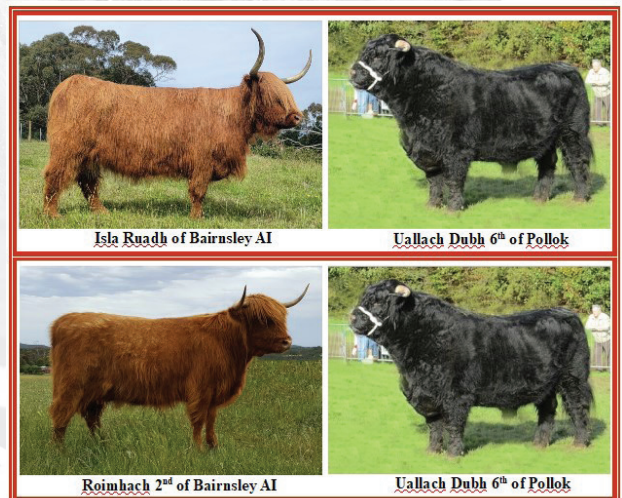 Isla Ruadh of Bairnsley AI
Uallach Dubh 6th of Pollok
Roimhach 2nd of Bairnsley AI
Uallach Dubh 6th of Pollok